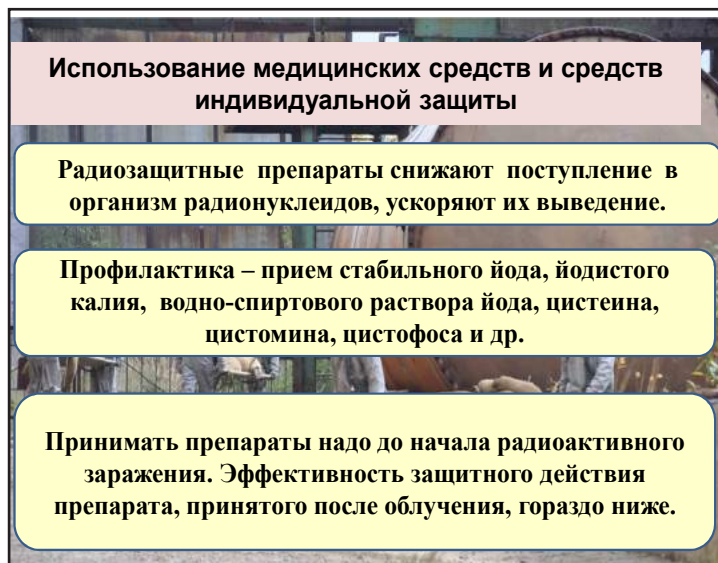 Использование медицинских средств и средств
индивидуальной защиты
Радиозащитные препараты снижают поступление в
организм радионуклеидов, ускоряют их выведение.
Профилактика – прием стабильного йода, йодистого
калия, водно-спиртового раствора йода, цистеина,
цистомина, цистофоса и др.
Принимать препараты надо до начала радиоактивного
заражения. Эффективность защитного действия
препарата, принятого после облучения, гораздо ниже.